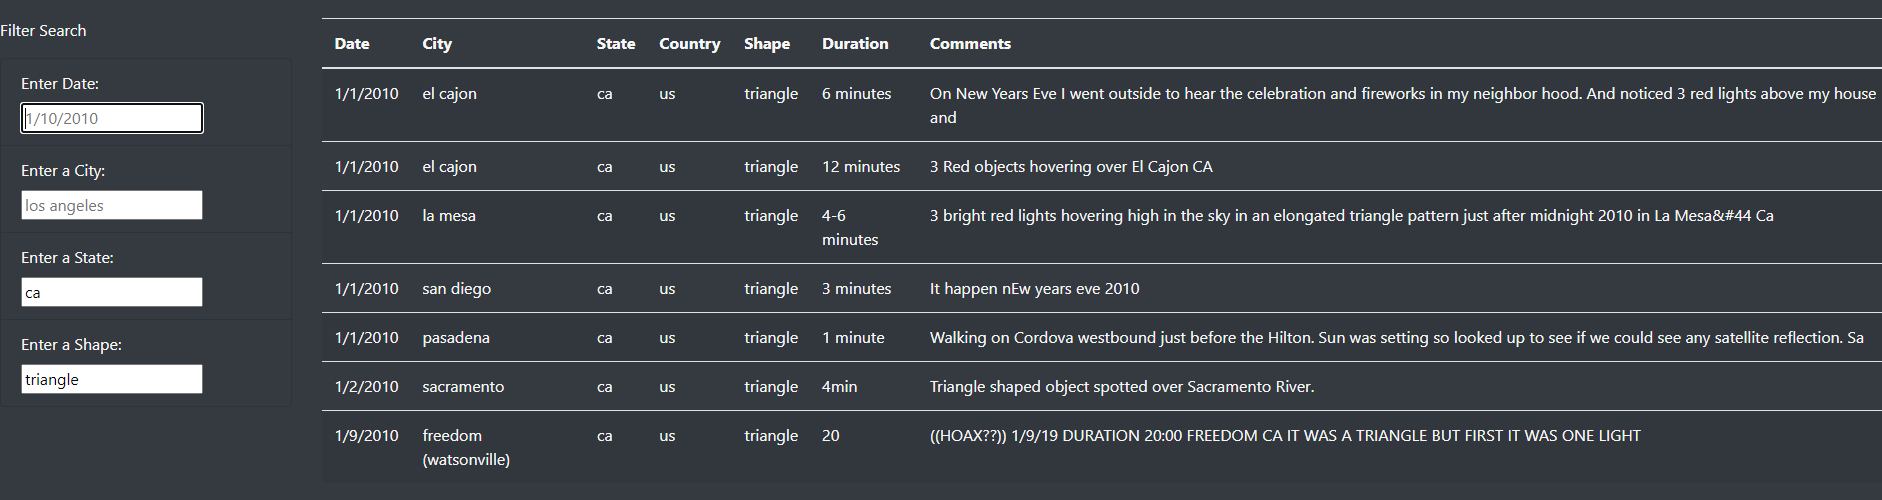 Filter Search
Enter Date:
1/10/2010
Enter a City:
los angeles
Enter a State:
ca
Enter a Shape:
triangle
Date City State Country Shape Duration Comments
1/1/2010 el cajon ca us triangle 6 minutes On New Years Eve I went outside to hear the celebration and fireworks in my neighbor hood. And noticed 3 red lights above my house
and
1/1/2010 el cajon ca us triangle 12 minutes 3 Red objects hovering over El Cajon CA
1/1/2010 la mesa ca us triangle 4-6 3 bright red lights hovering high in the sky in an elongated triangle pattern just after midnight 2010 in La Mesa&#44 Ca
minutes
1/1/2010 san diego ca us triangle 3 minutes It happen nEw years eve 2010
1/1/2010 pasadena ca us triangle 1 minute Walking on Cordova westbound just before the Hilton. Sun was setting so looked up to see if we could see any satellite reflection. Sa
1/2/2010 sacramento ca us triangle 4min Triangle shaped object spotted over Sacramento River.
1/9/2010 freedom ca us triangle 20 ((HOAX??)) 1/9/19 DURATION 20:00 FREEDOM CA IT WAS A TRIANGLE BUT FIRST IT WAS ONE LIGHT
(watsonville)